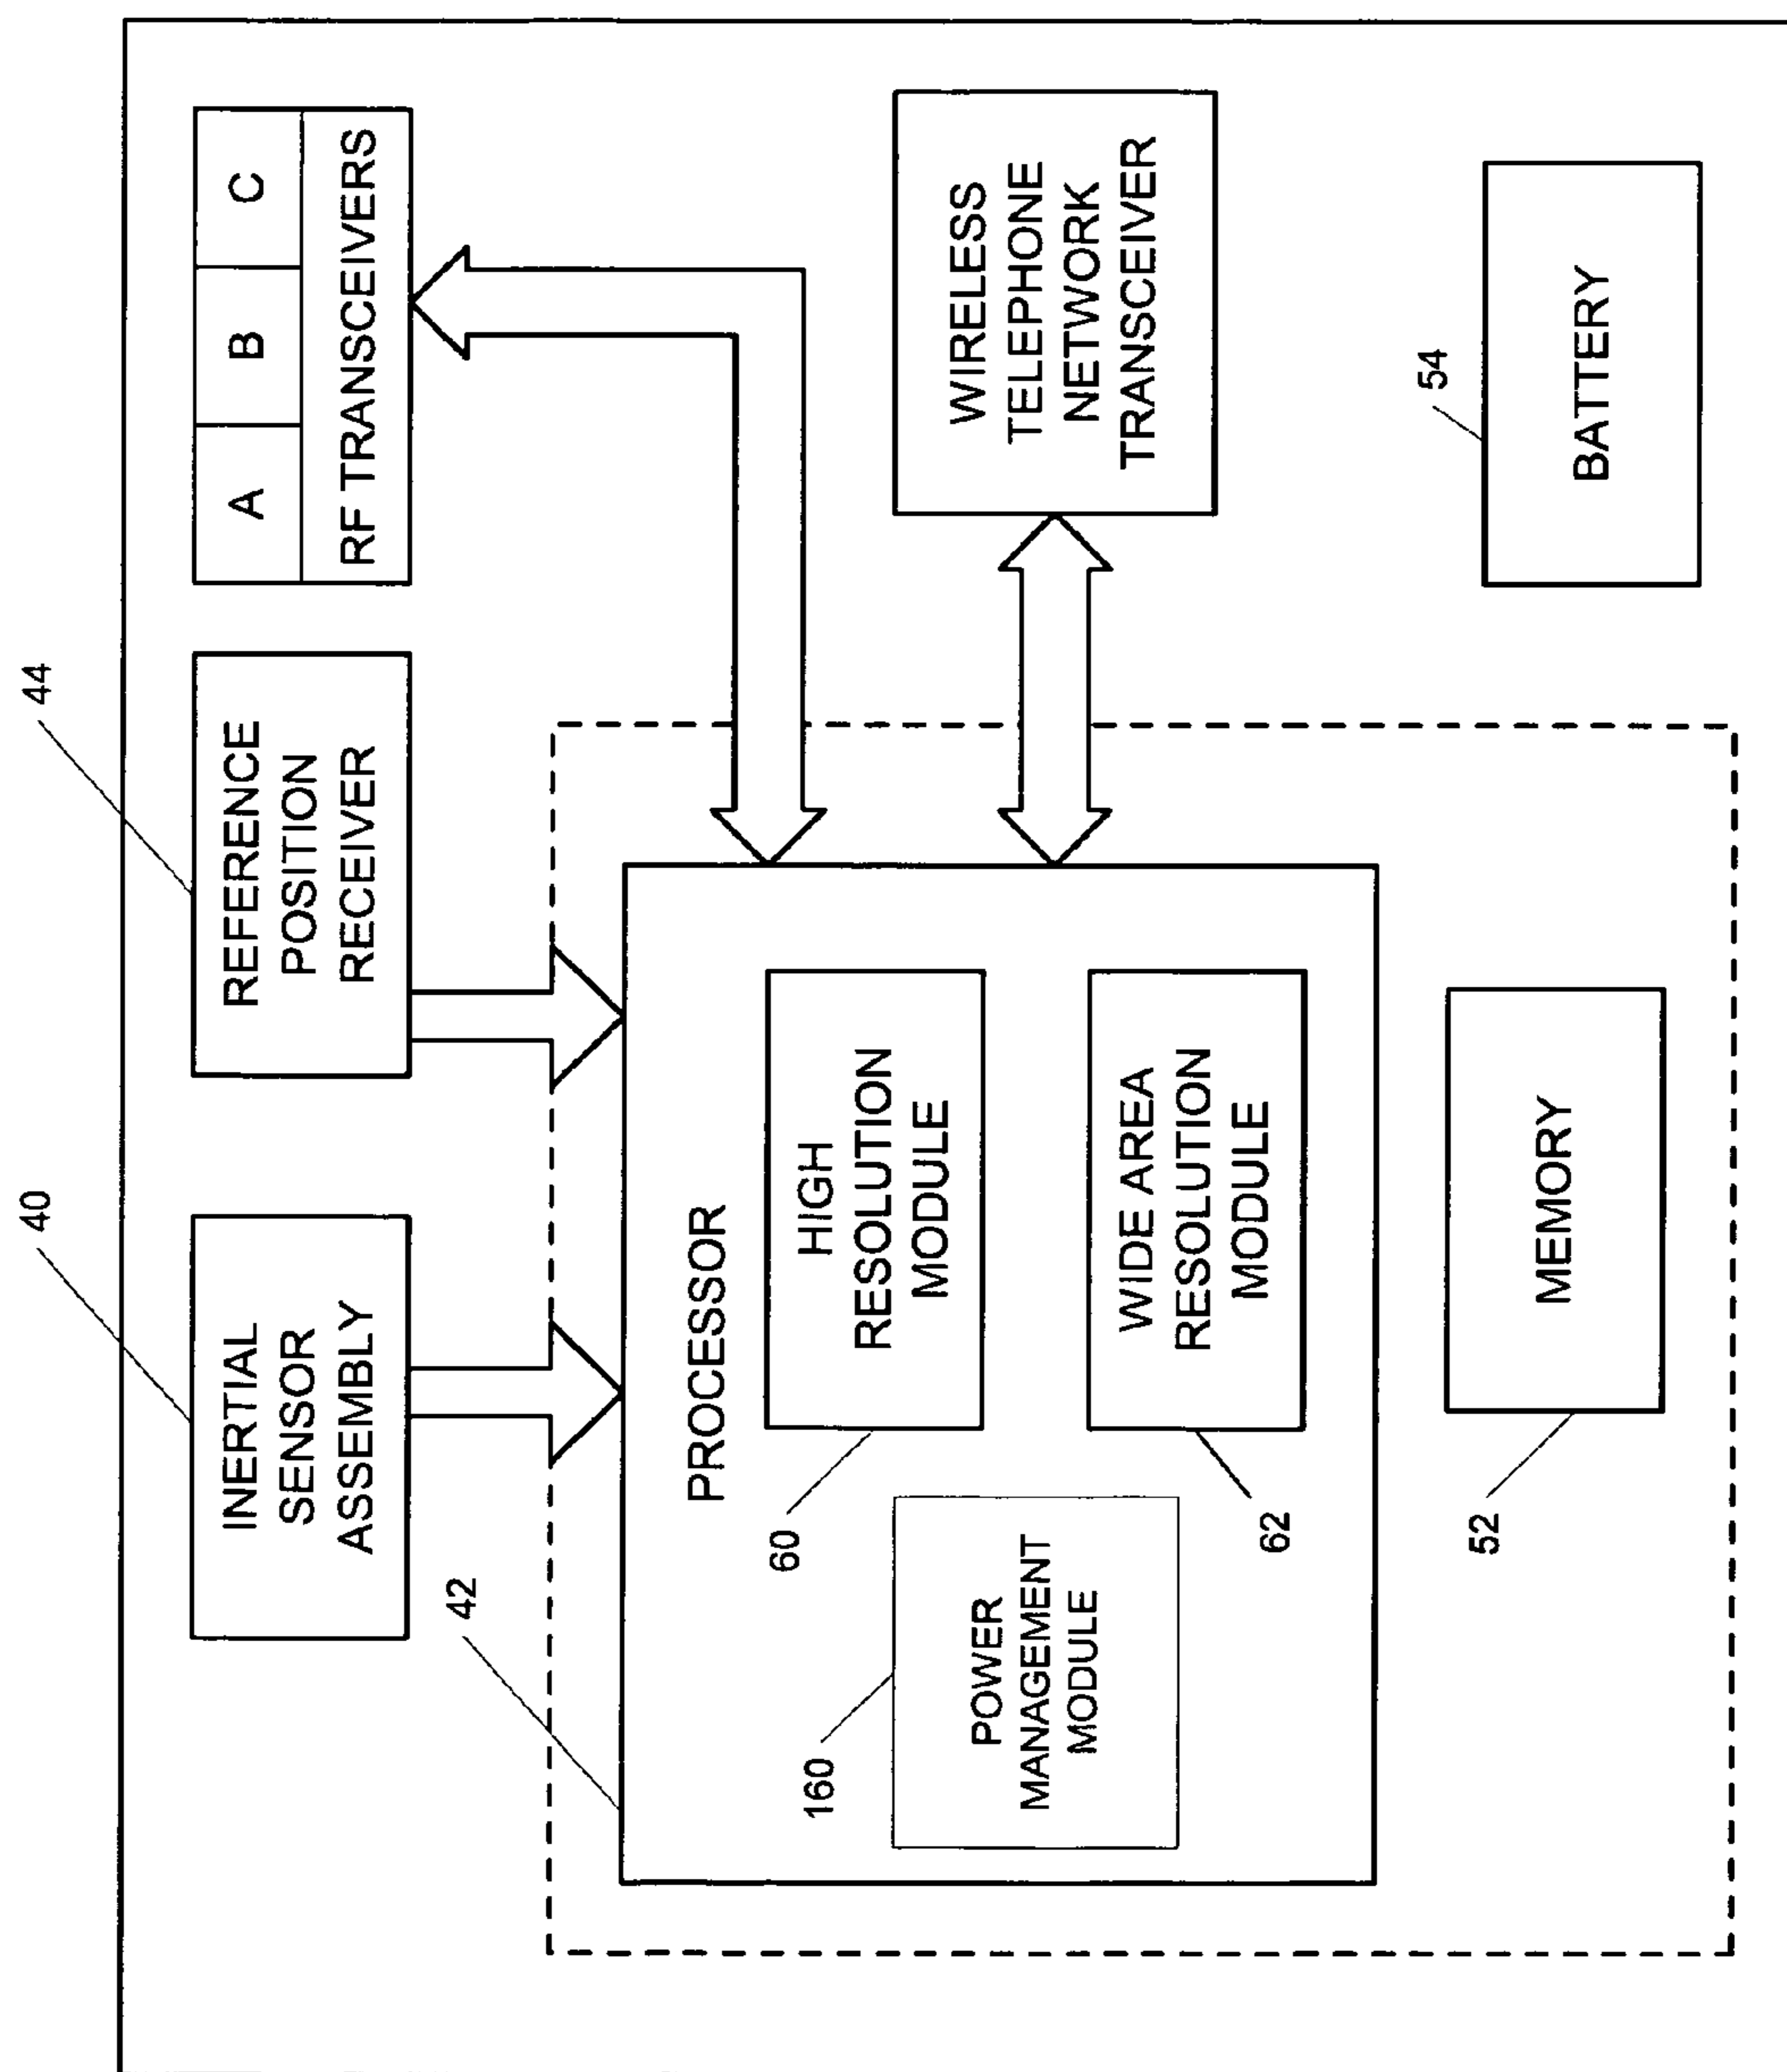 40
44
INERTIAL
SENSOR
ASSEMBLY
REFERENCE
POSITION
RECEIVER
A B C
RF TRANSCEIVERS
42
PROCESSOR
160
POWER
MANAGEMENT
MODULE
60
HIGH
RESOLUTION
MODULE
62
WIDE AREA
RESOLUTION
MODULE
WIRELESS
TELEPHONE
NETWORK
TRANSCEIVER
52
MEMORY
54
BATTERY